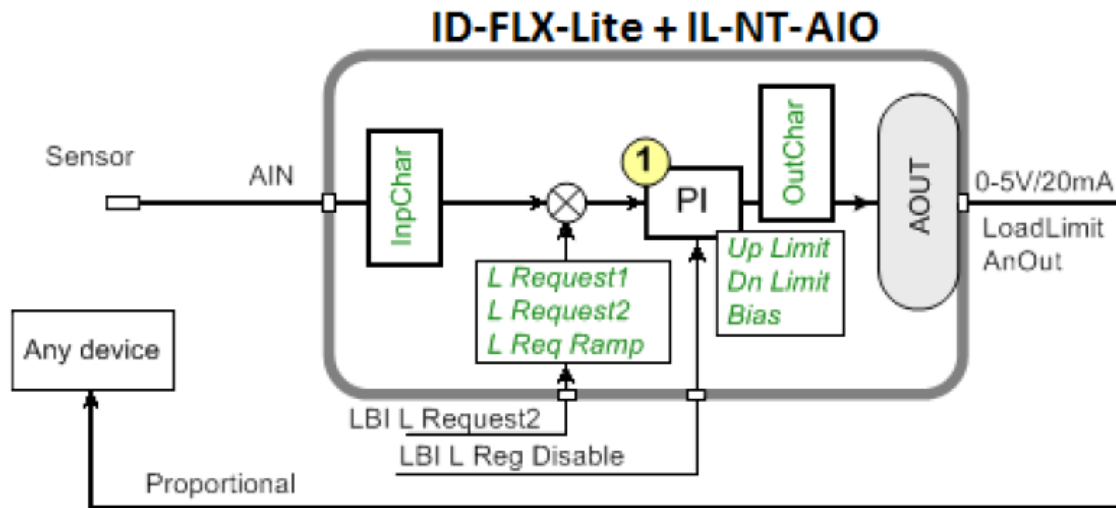 ID-FLX-Lite + IL-NT-AIO
Sensor
AIN
InpChar
1
PI
OutChar
AOUT
0-5V/20mA
LoadLimit
AnOut
Up Limit
Dn Limit
Bias
L Request1
L Request2
L Req Ramp
Any device
LBI L Request2
LBI L Reg Disable
Proportional